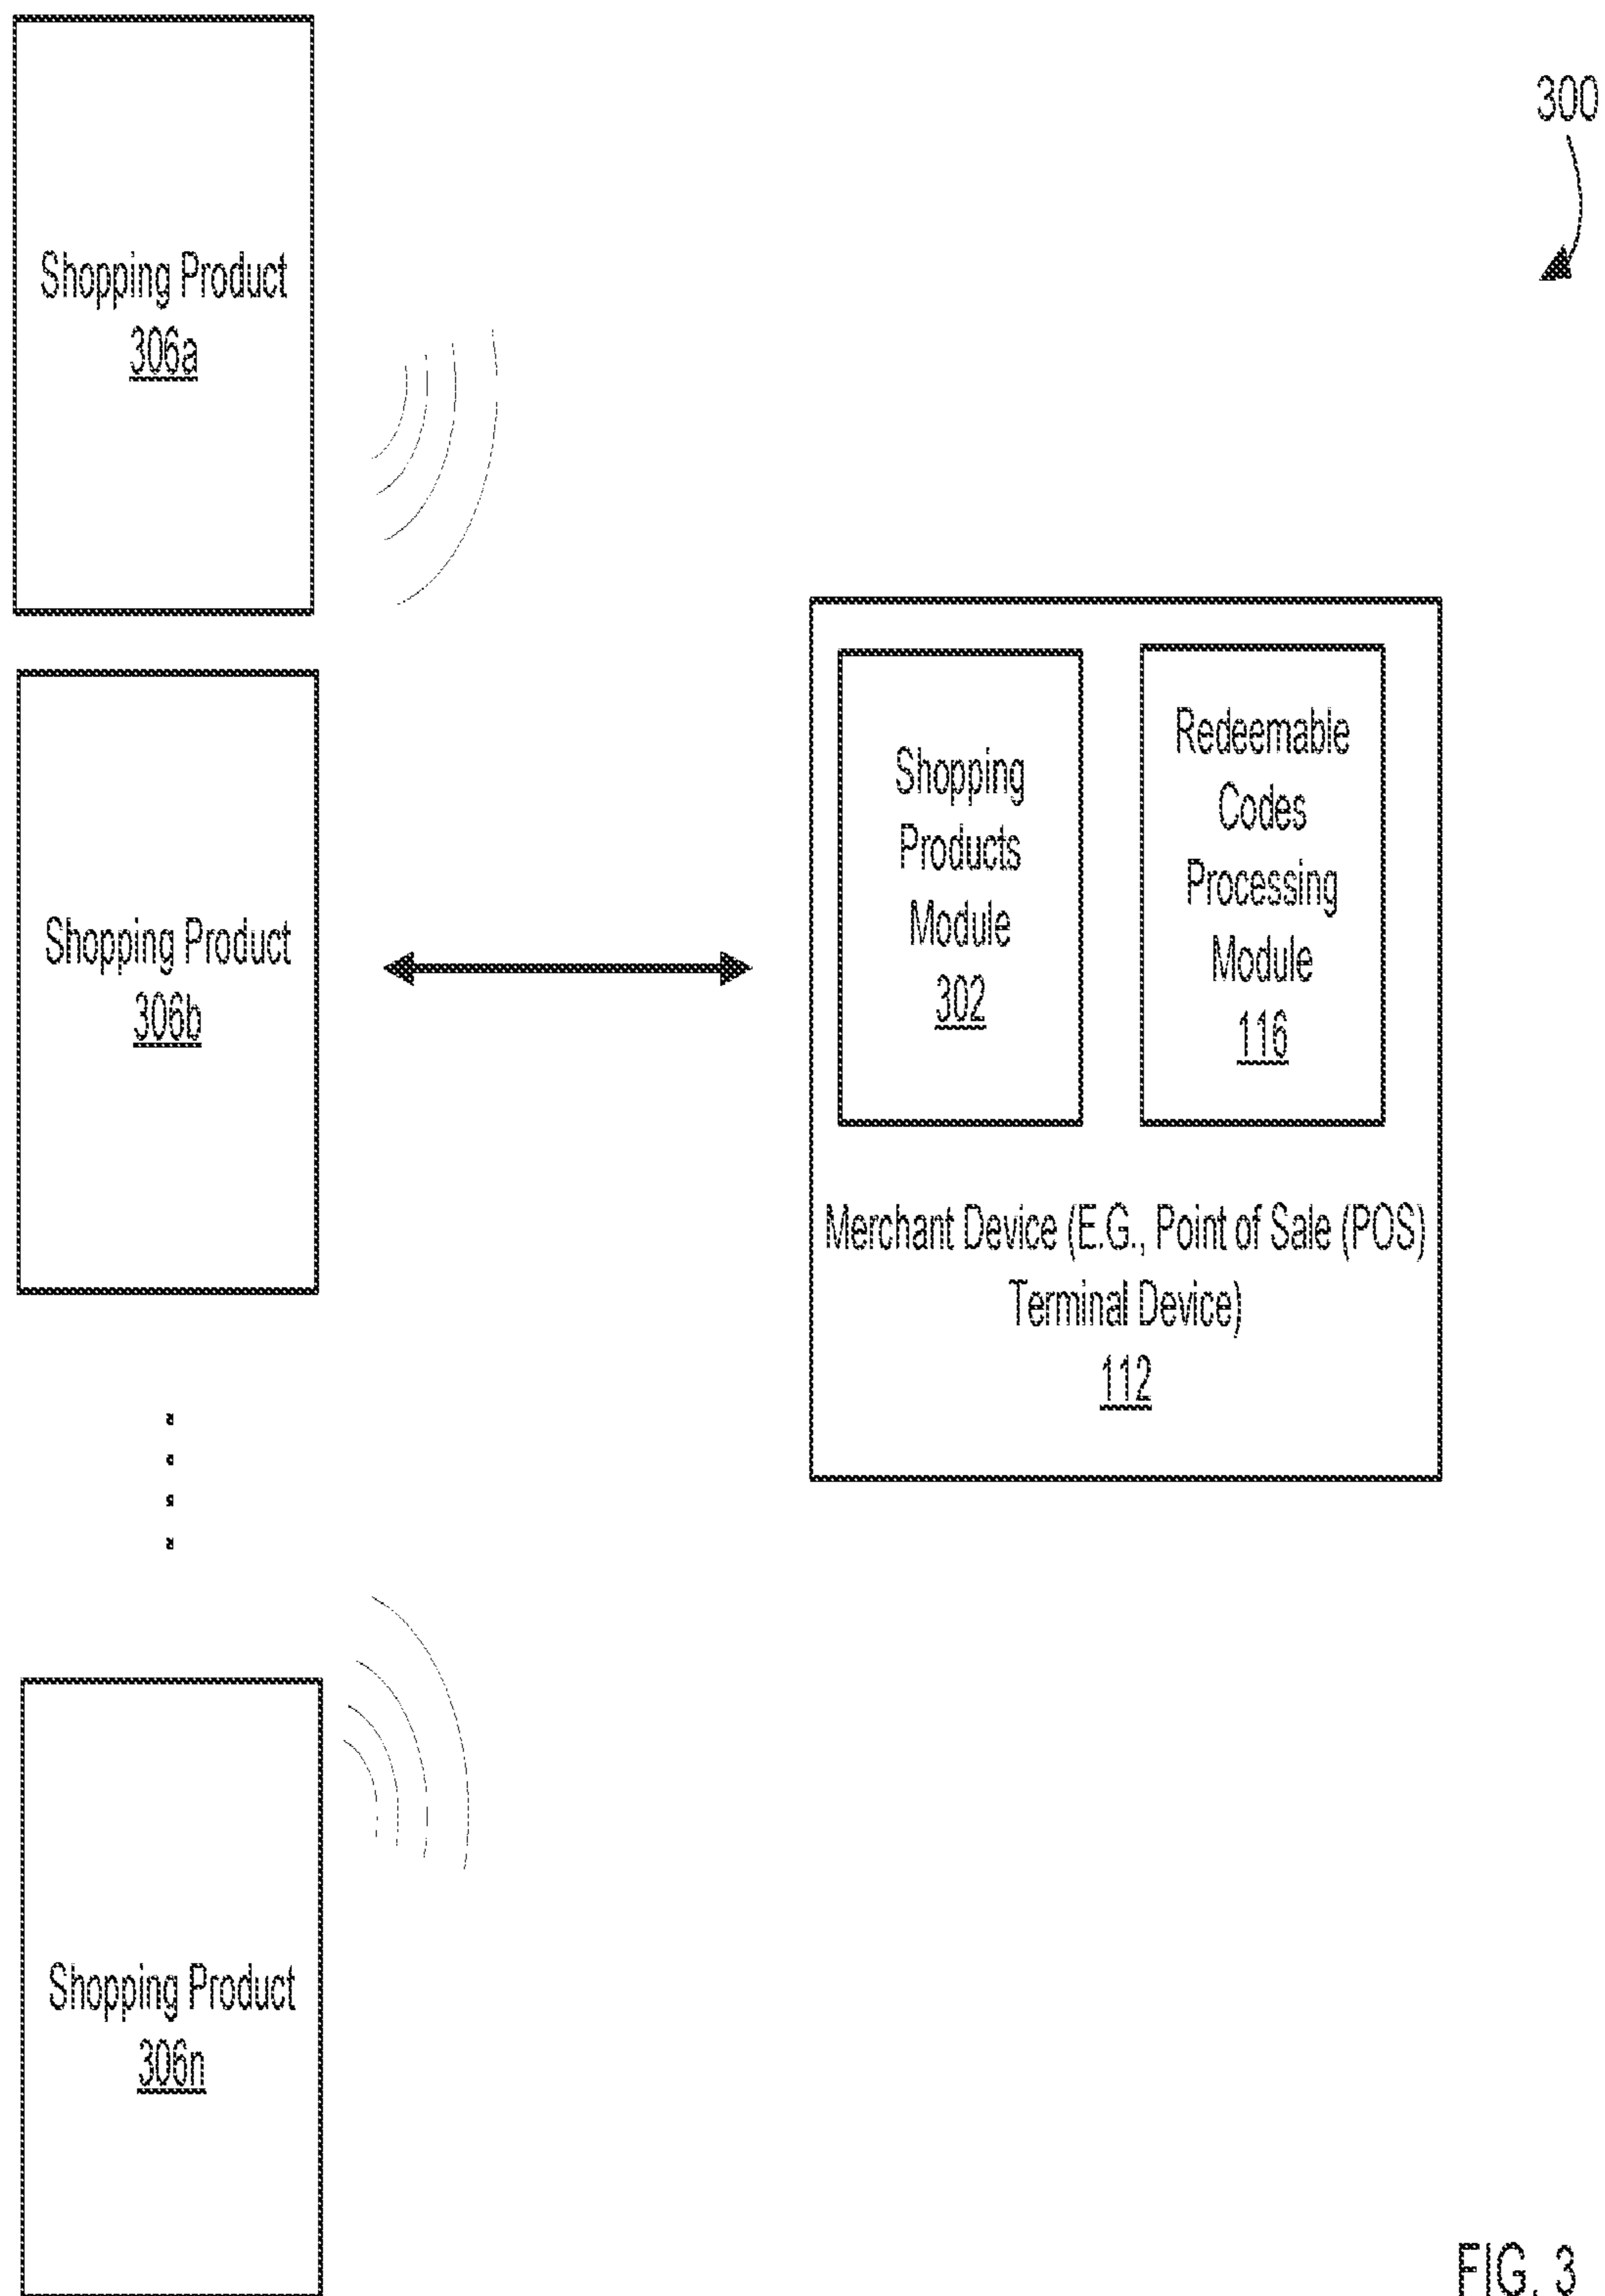 300
Shopping Product
306a
Shopping Product
306b
Shopping
Products
Module
302
Redeemable
Codes
Processing
Module
116
Merchant Device (E.G., Point of Sale (POS)
Terminal Device)
112
Shopping Product
306n
FIG. 3